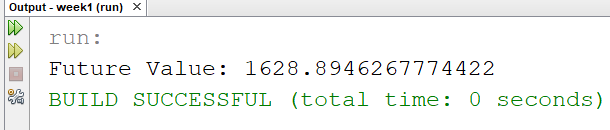 Output - week1 (run) ×
run:
Future Value: 1628.8946267774422
BUILD SUCCESSFUL (total time: 0 seconds)